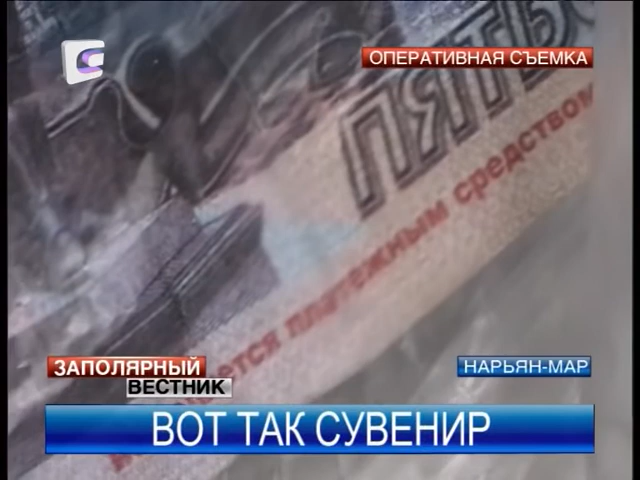 ОПЕРАТИВНАЯ СЪЕМКА
ПЯТЬ
платежным средством
ЗАПОЛЯРНЫЙ
ВЕСТНИК
НАРЬЯН-МАР
ВОТ ТАК СУВЕНИР